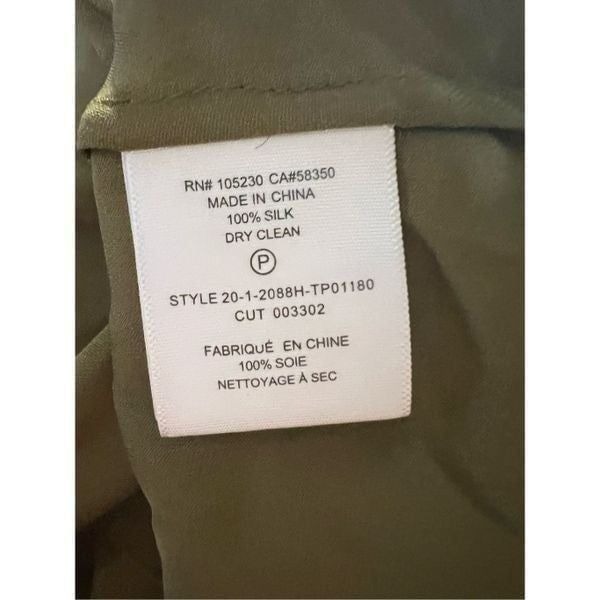 RN# 105230 CA#58350
MADE IN CHINA
100% SILK
DRY CLEAN
P
STYLE 20-1-2088H-TP01180
CUT 003302
FABRIQUÉ EN CHINE
100% SOIE
NETTOYAGE À SEC